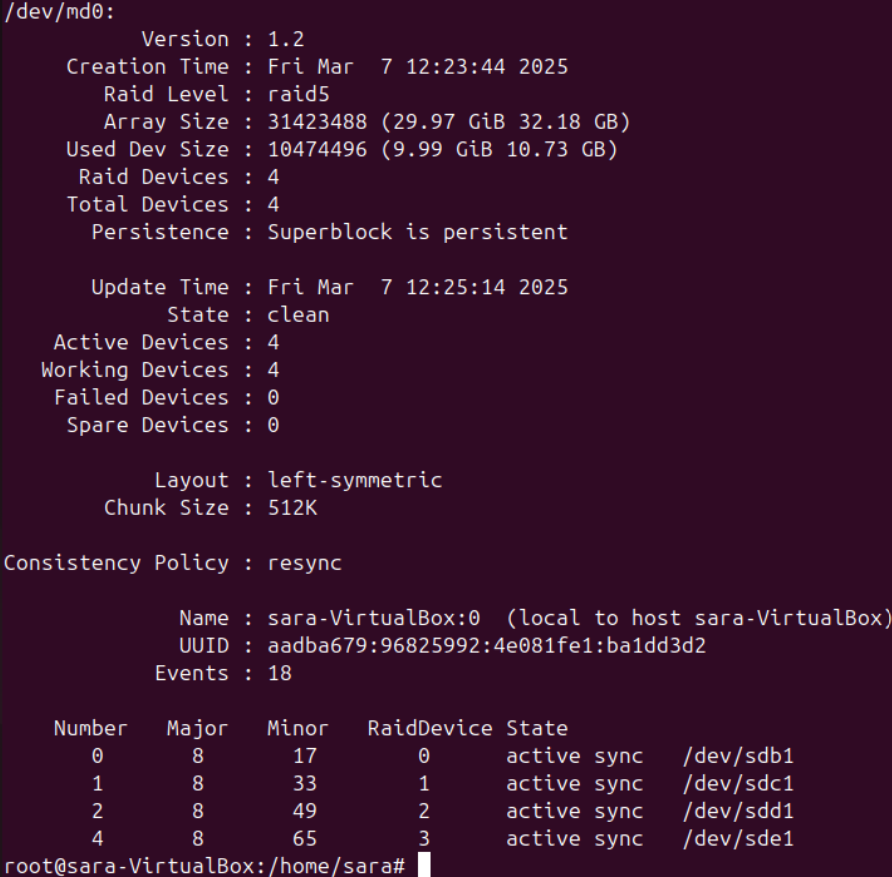 /dev/md0:
Version : 1.2
Creation Time : Fri Mar  7 12:23:44 2025
Raid Level : raid5
Array Size : 31423488 (29.97 GiB 32.18 GB)
Used Dev Size : 10474496 (9.99 GiB 10.73 GB)
Raid Devices : 4
Total Devices : 4
Persistence : Superblock is persistent
Update Time : Fri Mar  7 12:25:14 2025
State : clean
Active Devices : 4
Working Devices : 4
Failed Devices : 0
Spare Devices : 0
Layout : left-symmetric
Chunk Size : 512K
Consistency Policy : resync
Name : sara-VirtualBox:0  (local to host sara-VirtualBox)
UUID : aadba679:96825992:4e081fe1:ba1dd3d2
Events : 18
Number   Major   Minor   RaidDevice State
0       8       17        0      active sync   /dev/sdb1
1       8       33        1      active sync   /dev/sdc1
2       8       49        2      active sync   /dev/sdd1
4       8       65        3      active sync   /dev/sde1
root@sara-VirtualBox:/home/sara#